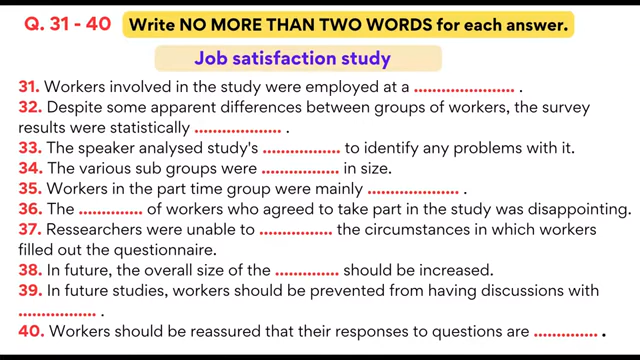 Q. 31 - 40 Write NO MORE THAN TWO WORDS for each answer.
Job satisfaction study
31. Workers involved in the study were employed at a ...................... .
32. Despite some apparent differences between groups of workers, the survey
results were statistically ................... .
33. The speaker analysed study's ................. to identify any problems with it.
34. The various sub groups were ................. in size.
35. Workers in the part time group were mainly .................... .
36. The .............. of workers who agreed to take part in the study was disappointing.
37. Ressearchers were unable to ................ the circumstances in which workers
filled out the questionnaire.
38. In future, the overall size of the .............. should be increased.
39. In future studies, workers should be prevented from having discussions with
................. .
40. Workers should be reassured that their responses to questions are .............. .